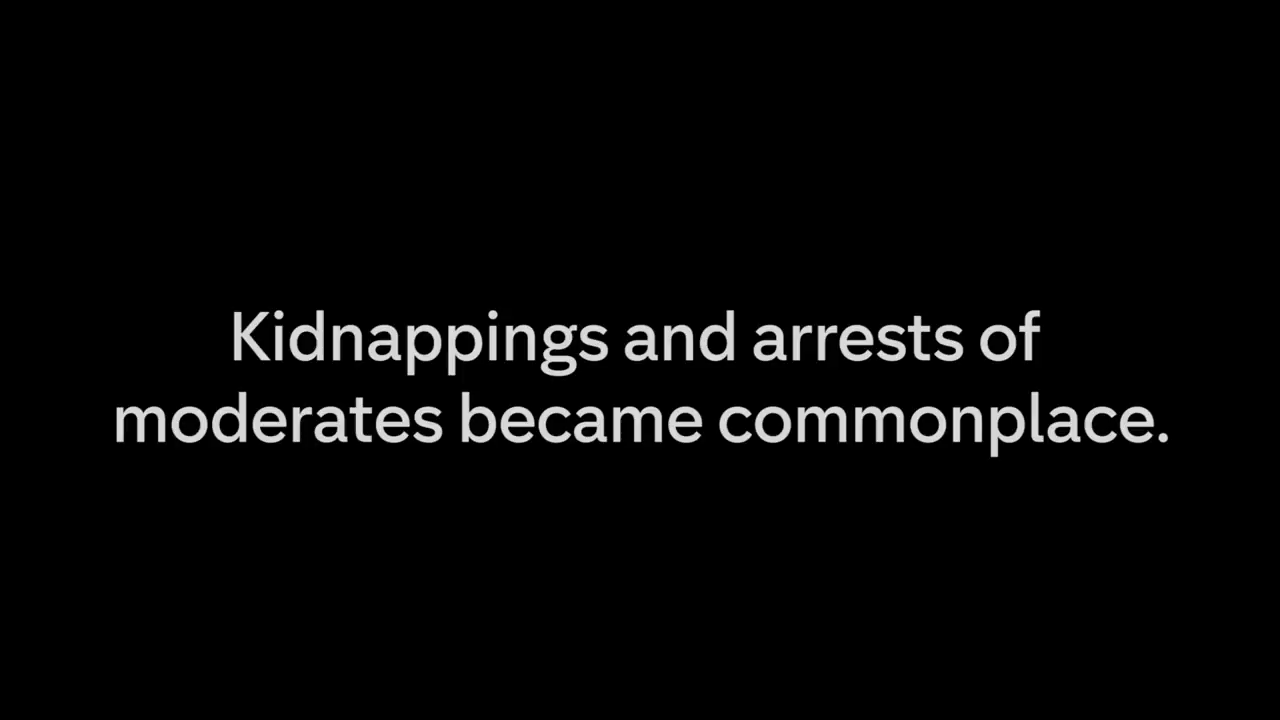 Kidnappings and arrests of
moderates became commonplace.